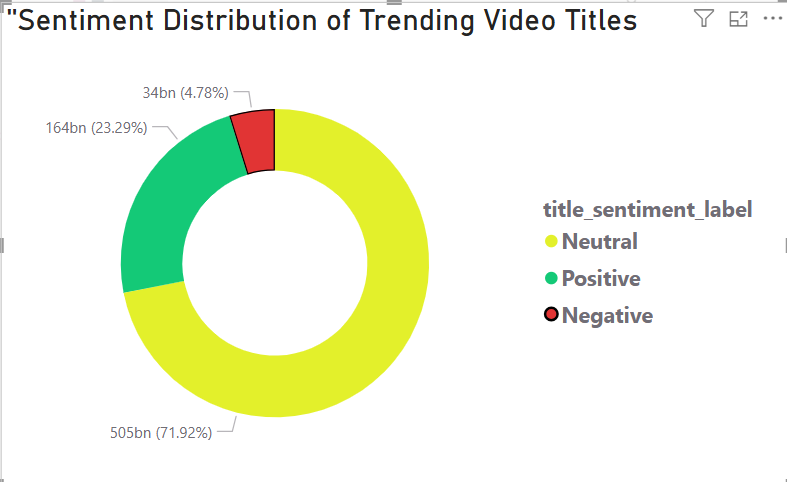 "Sentiment Distribution of Trending Video Titles
34bn (4.78%)
164bn (23.29%)
505bn (71.92%)
title_sentiment_label
Neutral
Positive
Negative